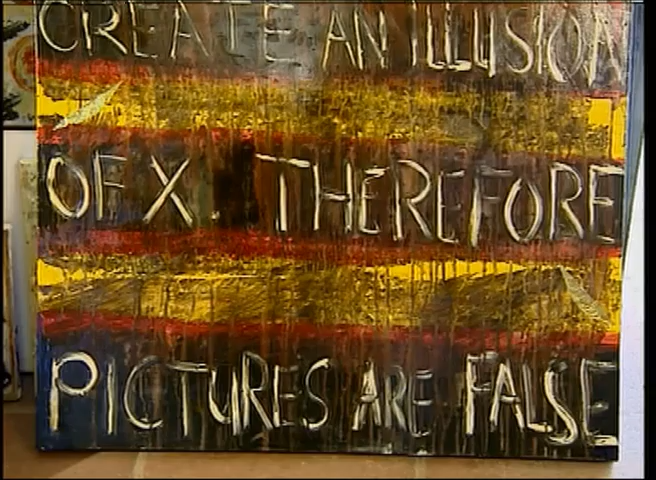 CREATE AN ILLUSION
OF X. THEREFORE
PICTURES ARE FALSE